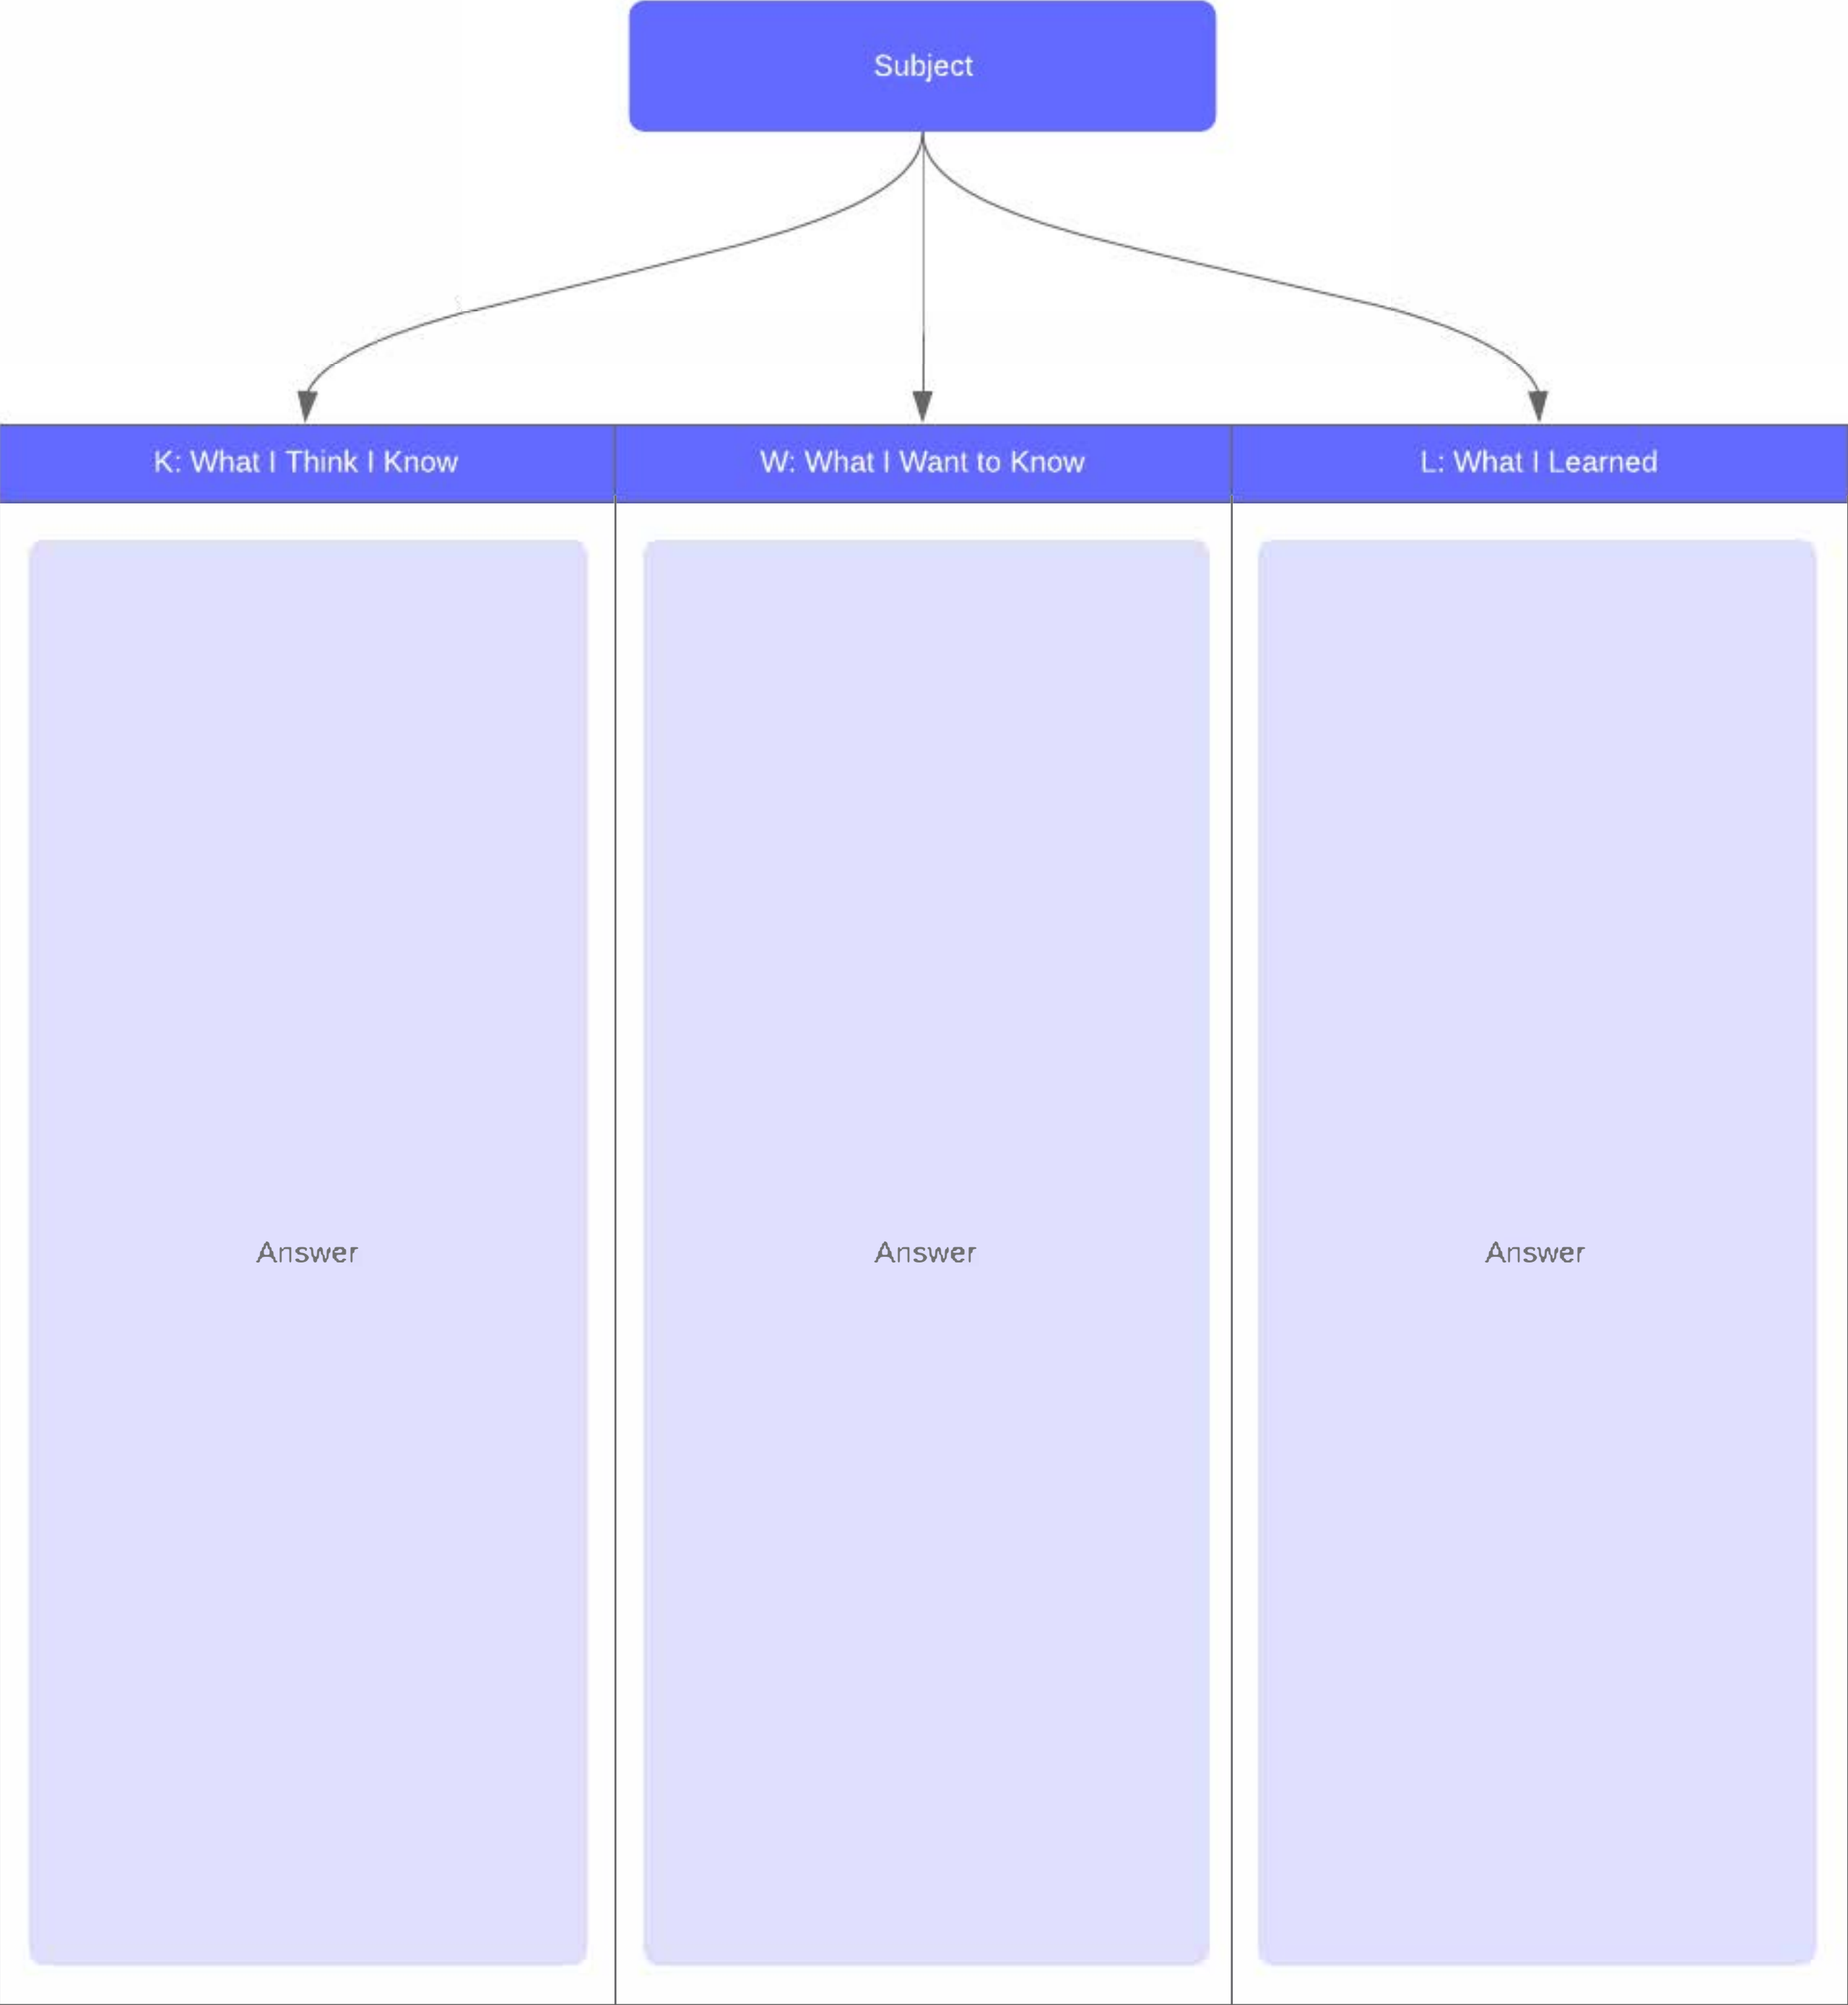 Subject
K: What I Think I Know
W: What I Want to Know
L: What I Learned
Answer
Answer
Answer